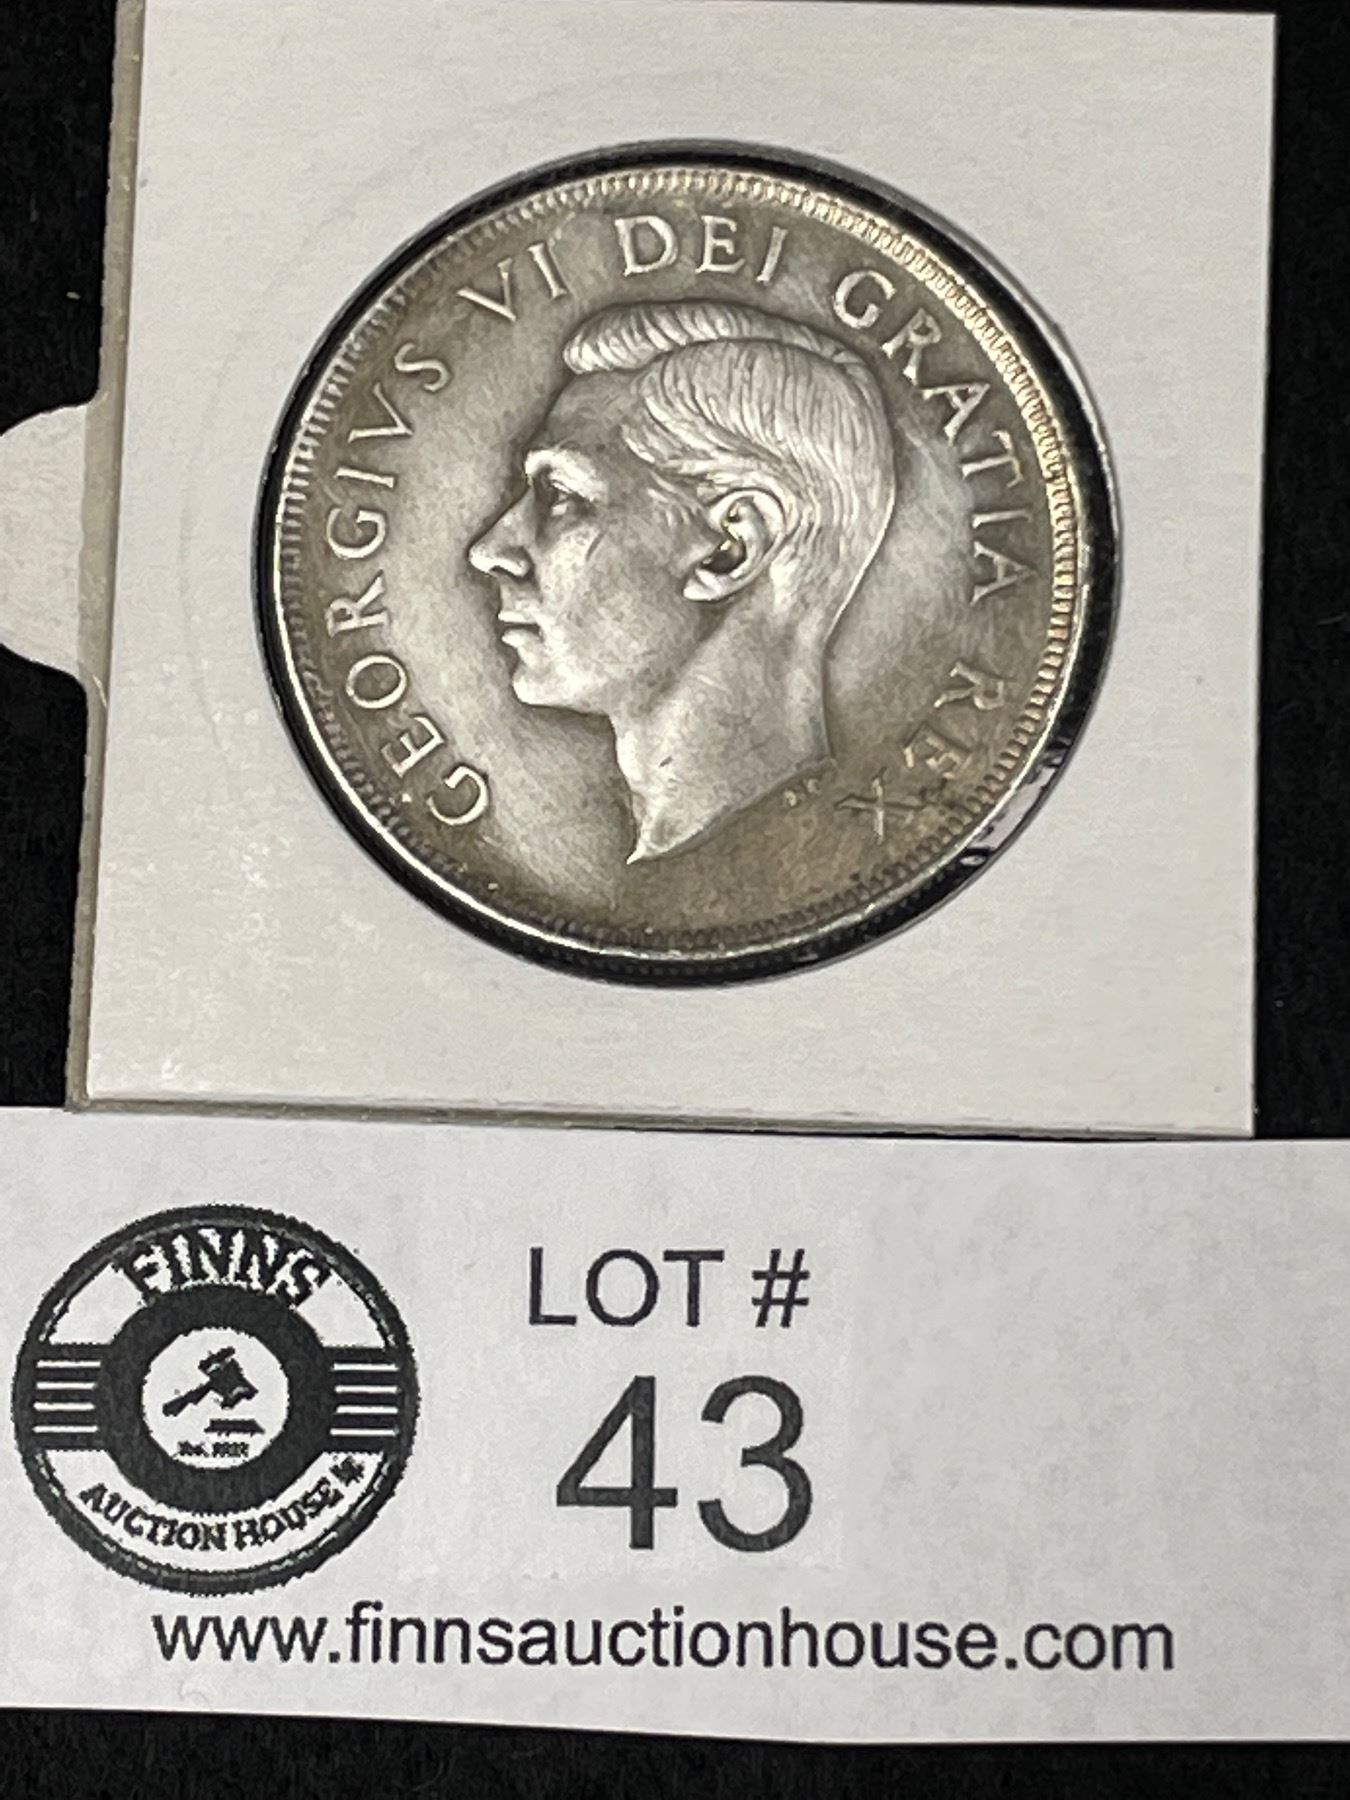 GEORGIVS VI DEI GRATIA REX
FINNS
AUCTION HOUSE
LOT #
43
www.finnsauctionhouse.com